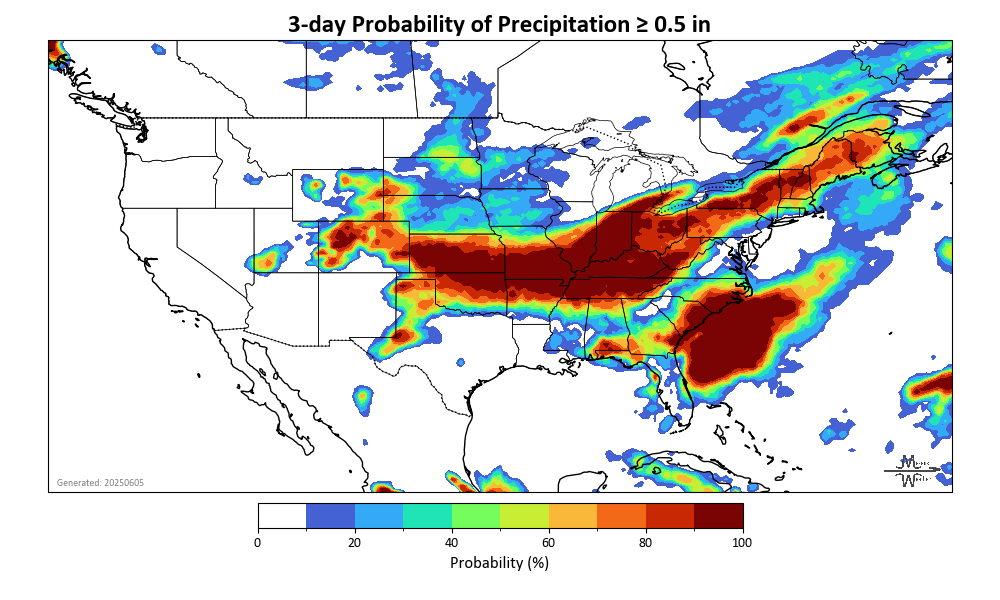 3-day Probability of Precipitation ≥ 0.5 in
Generated: 20250605
0 20 40 60 80 100
Probability (%)